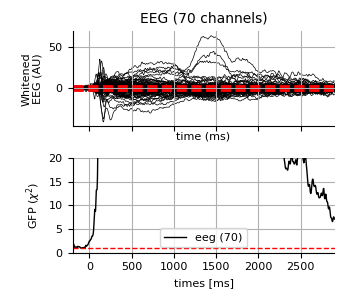 EEG (70 channels)
Whitened
EEG (AU)
50
0
time (ms)
GFP (χ²)
20
15
10
5
0
eeg (70)
0 500 1000 1500 2000 2500
times [ms]